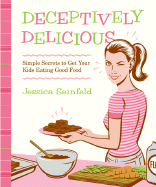 DECEPTIVELY
DELICIOUS
Simple Secrets to Get Your
Kids Eating Good Food
Jessica Seinfeld